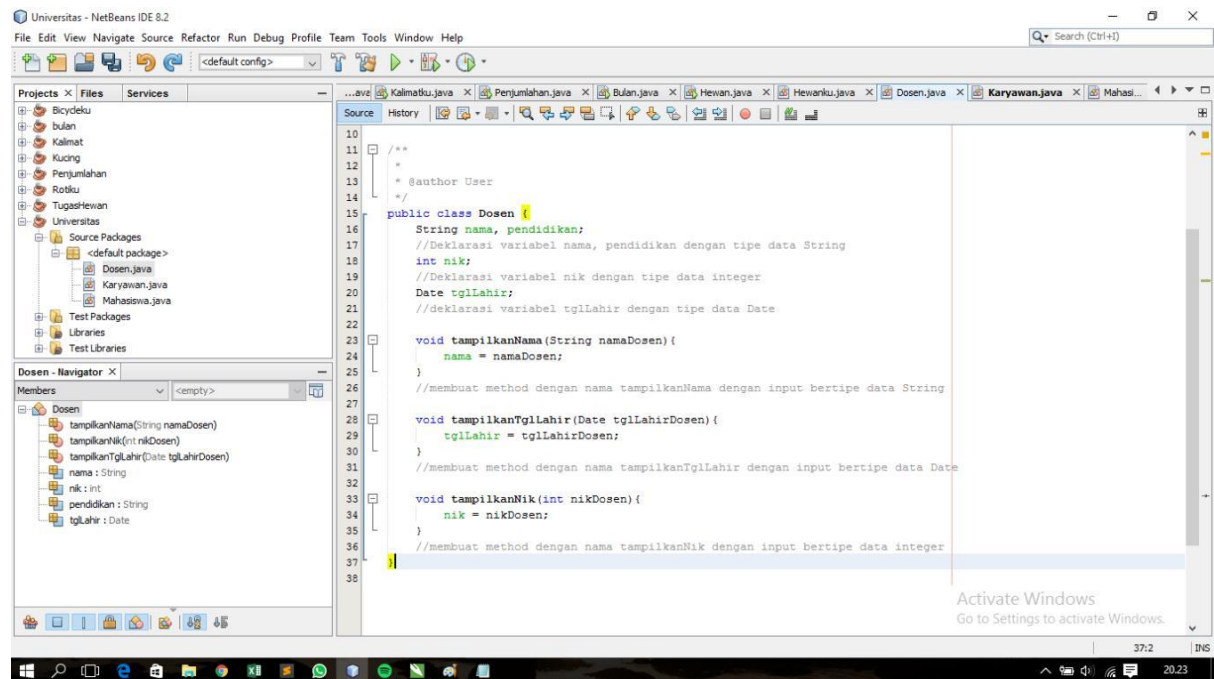 Universitas - NetBeans IDE 8.2
File Edit View Navigate Source Refactor Run Debug Profile Team Tools Window Help
Search (Ctrl+I)
<default config>
Projects Files Services
Bicycleku
bulan
Kalimat
Kucing
Penjumlahan
Rotiku
TugasHewan
Universitas
Source Packages
<default package>
Dosen.java
Karyawan.java
Mahasiswa.java
Test Packages
Libraries
Test Libraries
Dosen - Navigator
Members <empty>
Dosen
tampilkanNama(String namaDosen)
tampilkanNik(int nikDosen)
tampilkanTglLahir(Date tglLahirDosen)
nama : String
nik : int
pendidikan : String
tglLahir : Date
...ava Kalimatku.java Penjumlahan.java Bulan.java Hewan.java Hewanku.java Dosen.java Karyawan.java Mahasi...
Source History
10
11 /**
12 *
13 * @author User
14 */
15 public class Dosen {
16 String nama, pendidikan;
17 //Deklarasi variabel nama, pendidikan dengan tipe data String
18 int nik;
19 //Deklarasi variabel nik dengan tipe data integer
20 Date tglLahir;
21 //deklarasi variabel tglLahir dengan tipe data Date
22
23 void tampilkanNama(String namaDosen){
24 nama = namaDosen;
25 }
26 //membuat method dengan nama tampilkanNama dengan input bertipe data String
27
28 void tampilkanTglLahir(Date tglLahirDosen){
29 tglLahir = tglLahirDosen;
30 }
31 //membuat method dengan nama tampilkanTglLahir dengan input bertipe data Date
32
33 void tampilkanNik(int nikDosen){
34 nik = nikDosen;
35 }
36 //membuat method dengan nama tampilkanNik dengan input bertipe data integer
37 }
38
Activate Windows
Go to Settings to activate Windows.
37:2 INS
20.23